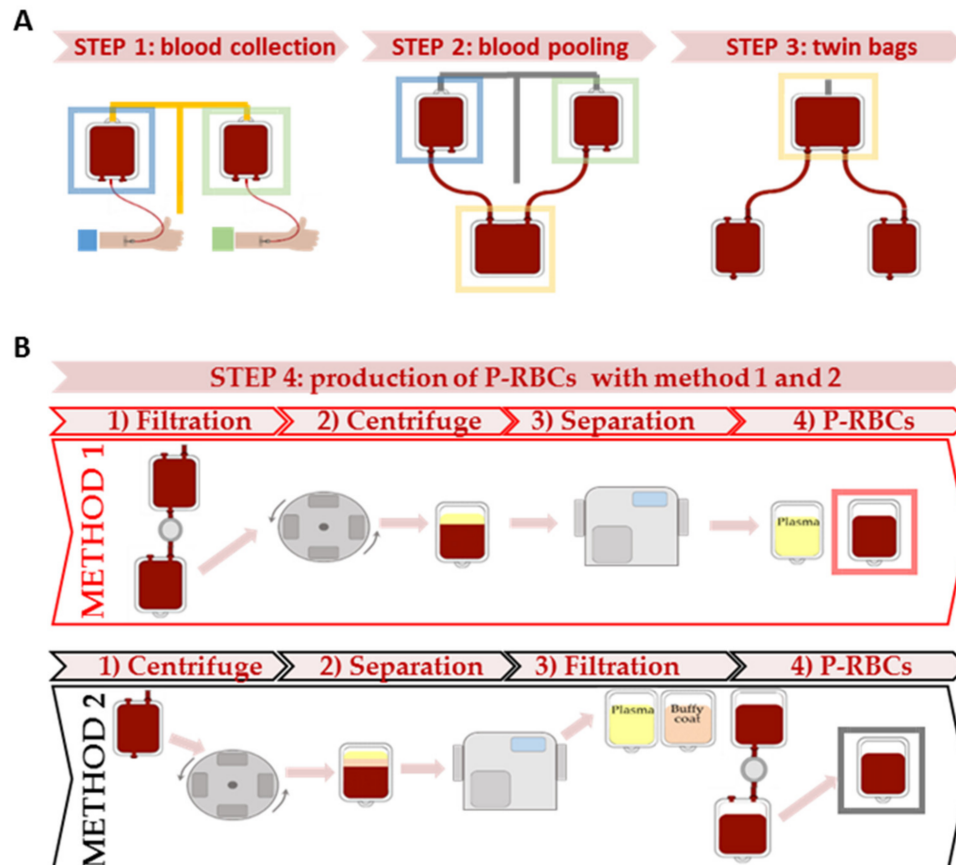 A
STEP 1: blood collection
STEP 2: blood pooling
STEP 3: twin bags
B
STEP 4: production of P-RBCs with method 1 and 2
1) Filtration
2) Centrifuge
3) Separation
4) P-RBCs
METHOD 1
Plasma
1) Centrifuge
2) Separation
3) Filtration
4) P-RBCs
METHOD 2
Plasma
Buffy
coat